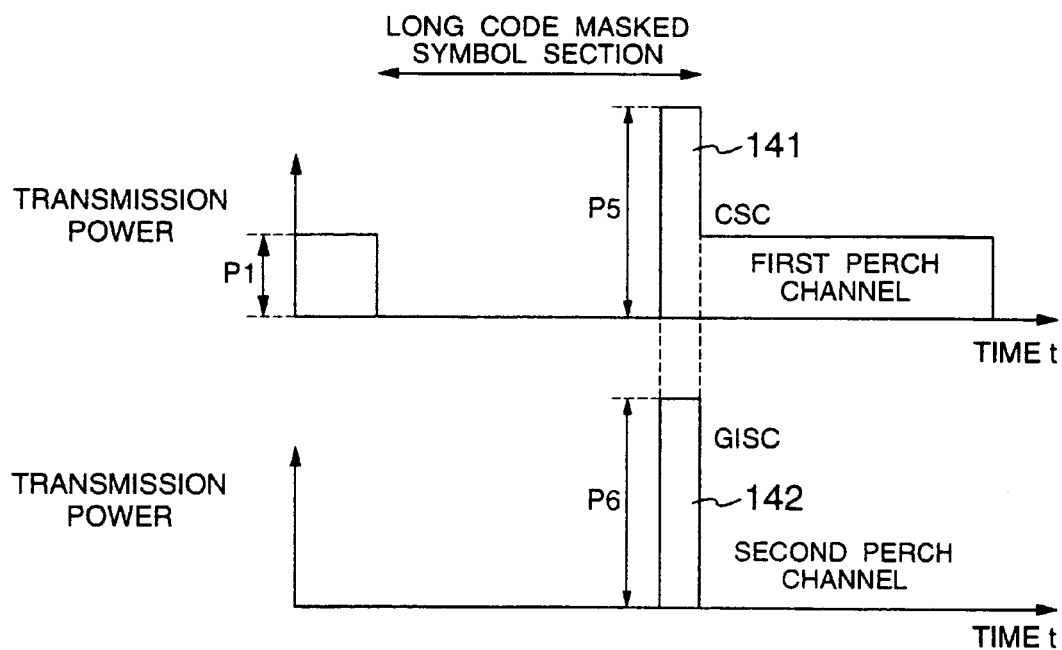 LONG CODE MASKED
SYMBOL SECTION
141
TRANSMISSION
POWER
P5
CSC
P1
FIRST PERCH
CHANNEL
TIME t
GISC
TRANSMISSION
POWER
P6
142
SECOND PERCH
CHANNEL
TIME t